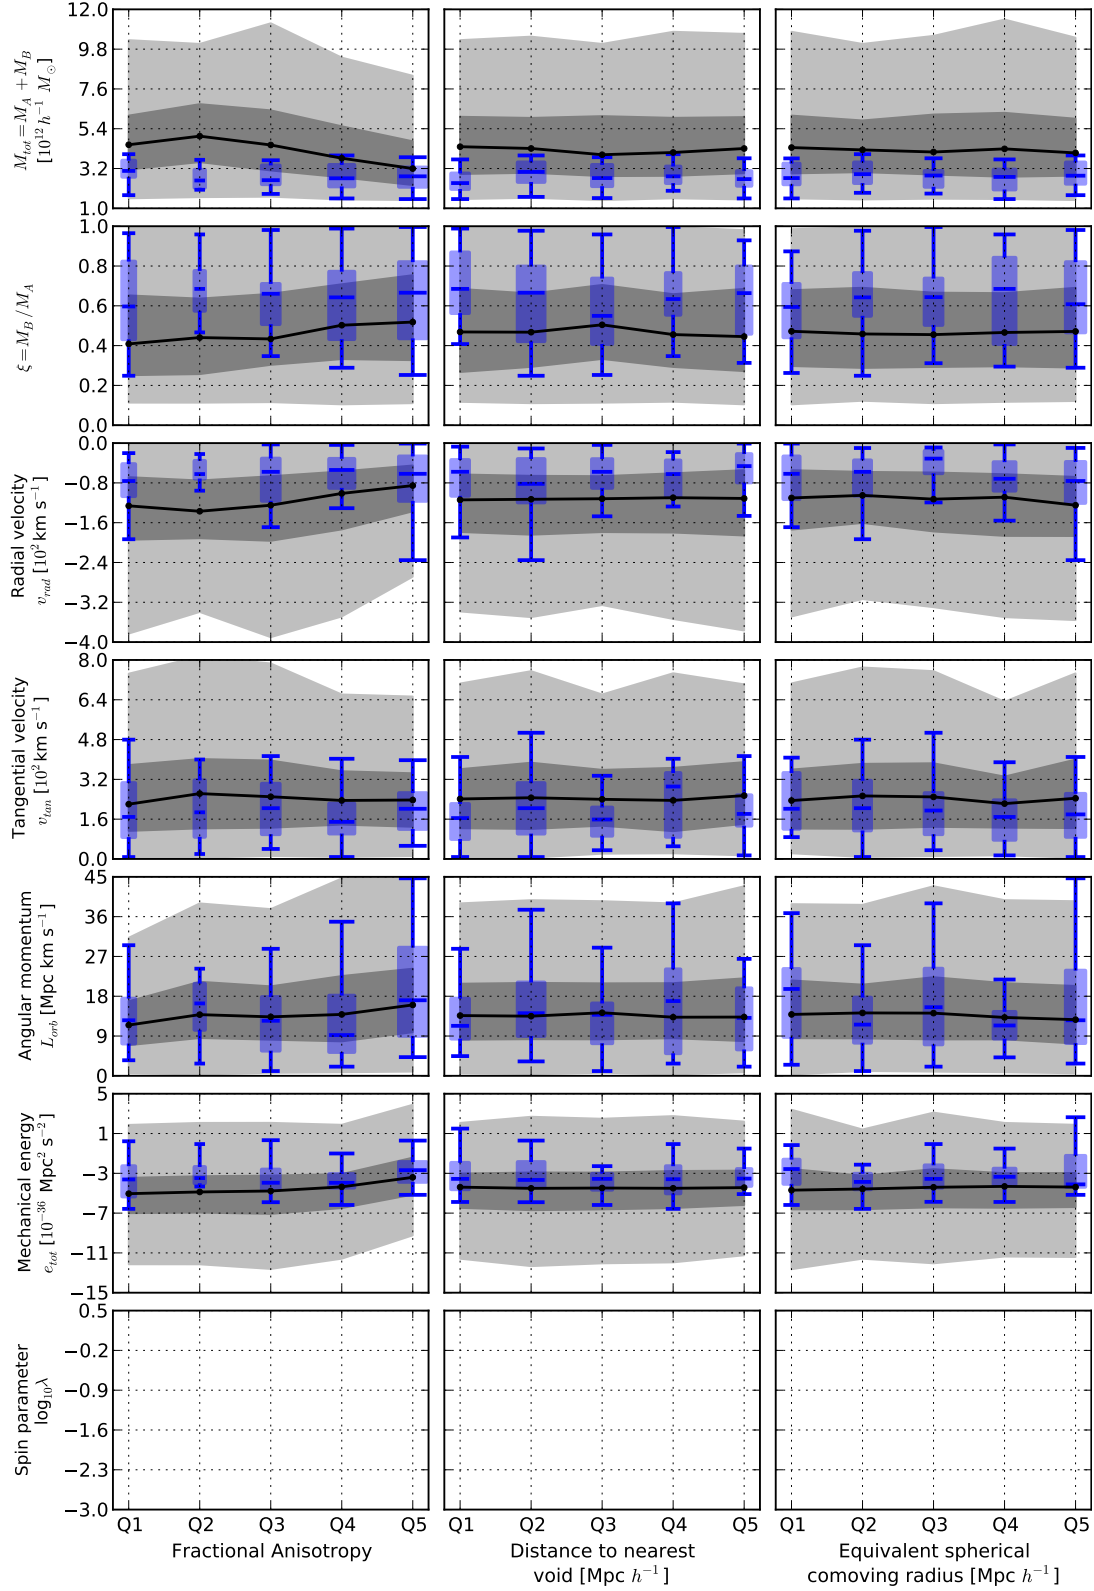 M_tot = M_A + M_B
[10^12 h^−1 M_⊙]
12.0
9.8
7.6
5.4
3.2
1.0
ξ = M_B/M_A
1.0
0.8
0.6
0.4
0.2
0.0
Radial velocity
v_rad [10^2 km s^−1]
0.0
−0.8
−1.6
−2.4
−3.2
−4.0
Tangential velocity
v_tan [10^2 km s^−1]
8.0
6.4
4.8
3.2
1.6
0.0
Angular momentum
L_orb [Mpc km s^−1]
45
36
27
18
9
0
Mechanical energy
e_tot [10^−36 Mpc^2 s^−2]
5
1
−3
−7
−11
−15
Spin parameter
log_10 λ
0.5
−0.2
−0.9
−1.6
−2.3
−3.0
Q1 Q2 Q3 Q4 Q5 Q1 Q2 Q3 Q4 Q5 Q1 Q2 Q3 Q4 Q5
Fractional Anisotropy
Distance to nearest
void [Mpc h^−1]
Equivalent spherical
comoving radius [Mpc h^−1]